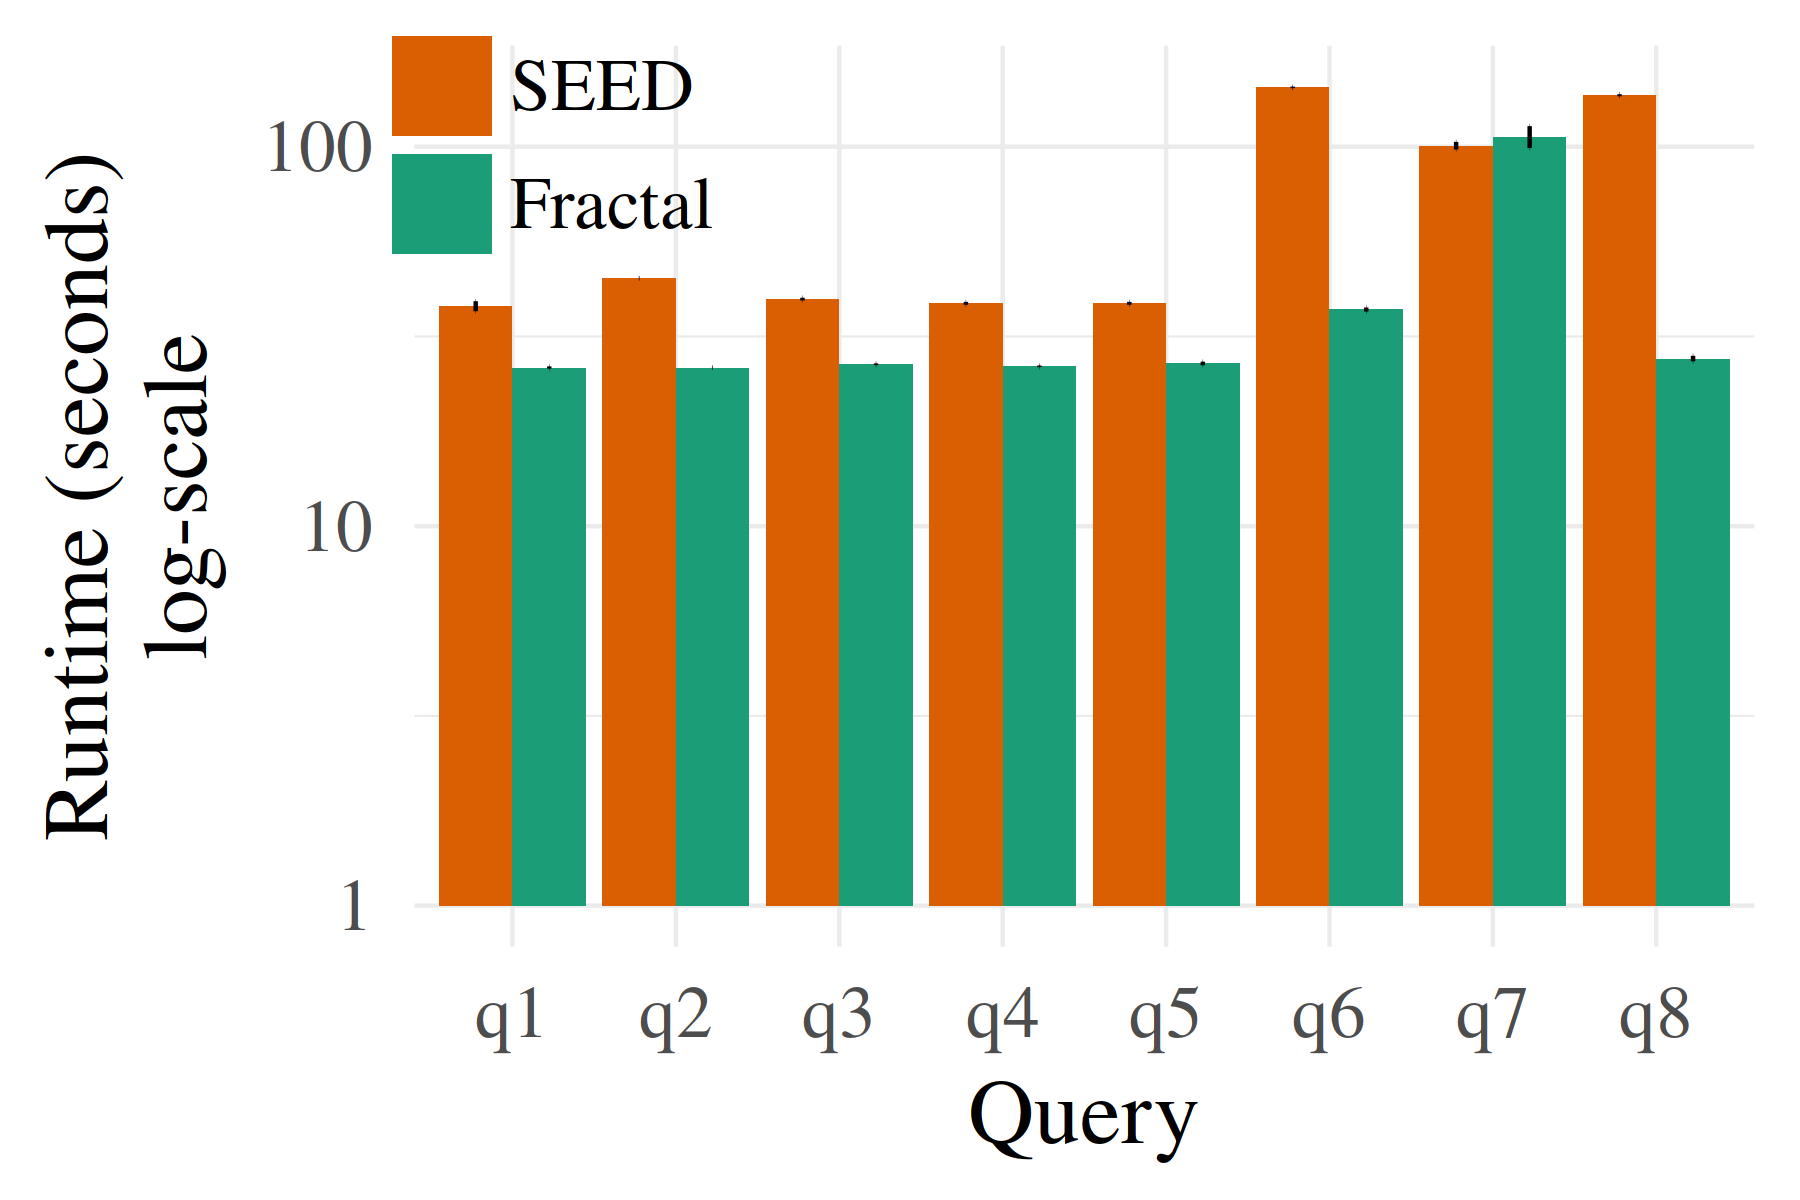 SEED
Fractal
Runtime (seconds)
log-scale
100
10
1
q1 q2 q3 q4 q5 q6 q7 q8
Query